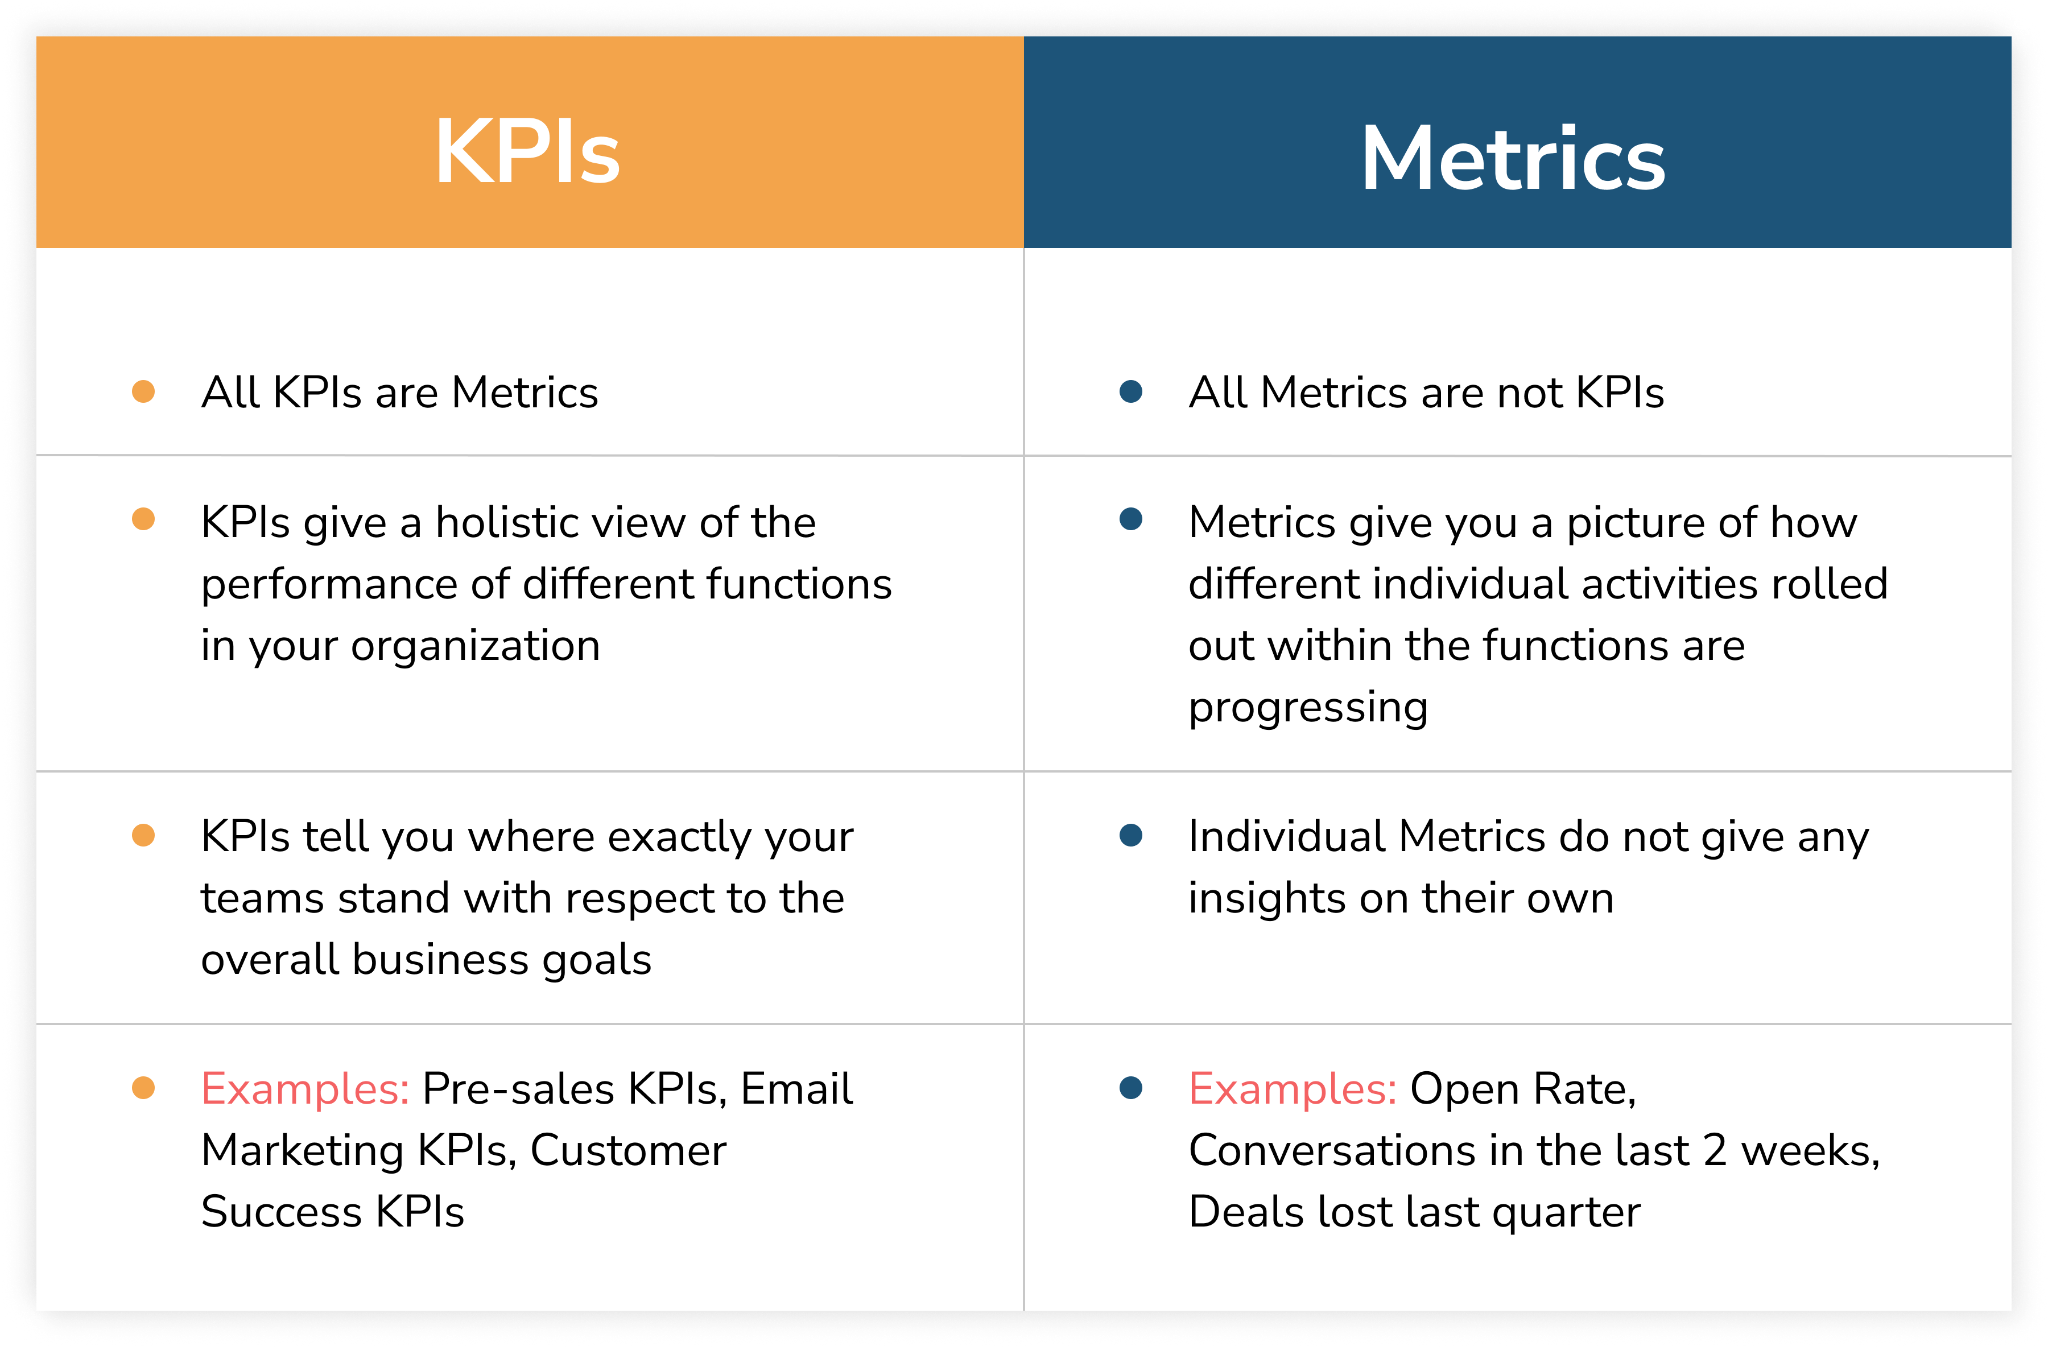 KPIs
Metrics
All KPIs are Metrics
All Metrics are not KPIs
KPIs give a holistic view of the
performance of different functions
in your organization
Metrics give you a picture of how
different individual activities rolled
out within the functions are
progressing
KPIs tell you where exactly your
teams stand with respect to the
overall business goals
Individual Metrics do not give any
insights on their own
Examples: Pre-sales KPIs, Email
Marketing KPIs, Customer
Success KPIs
Examples: Open Rate,
Conversations in the last 2 weeks,
Deals lost last quarter